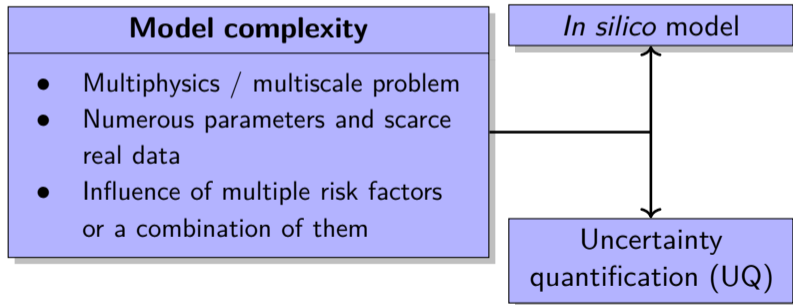 Model complexity
● Multiphysics / multiscale problem
● Numerous parameters and scarce
real data
● Influence of multiple risk factors
or a combination of them
In silico model
Uncertainty
quantification (UQ)